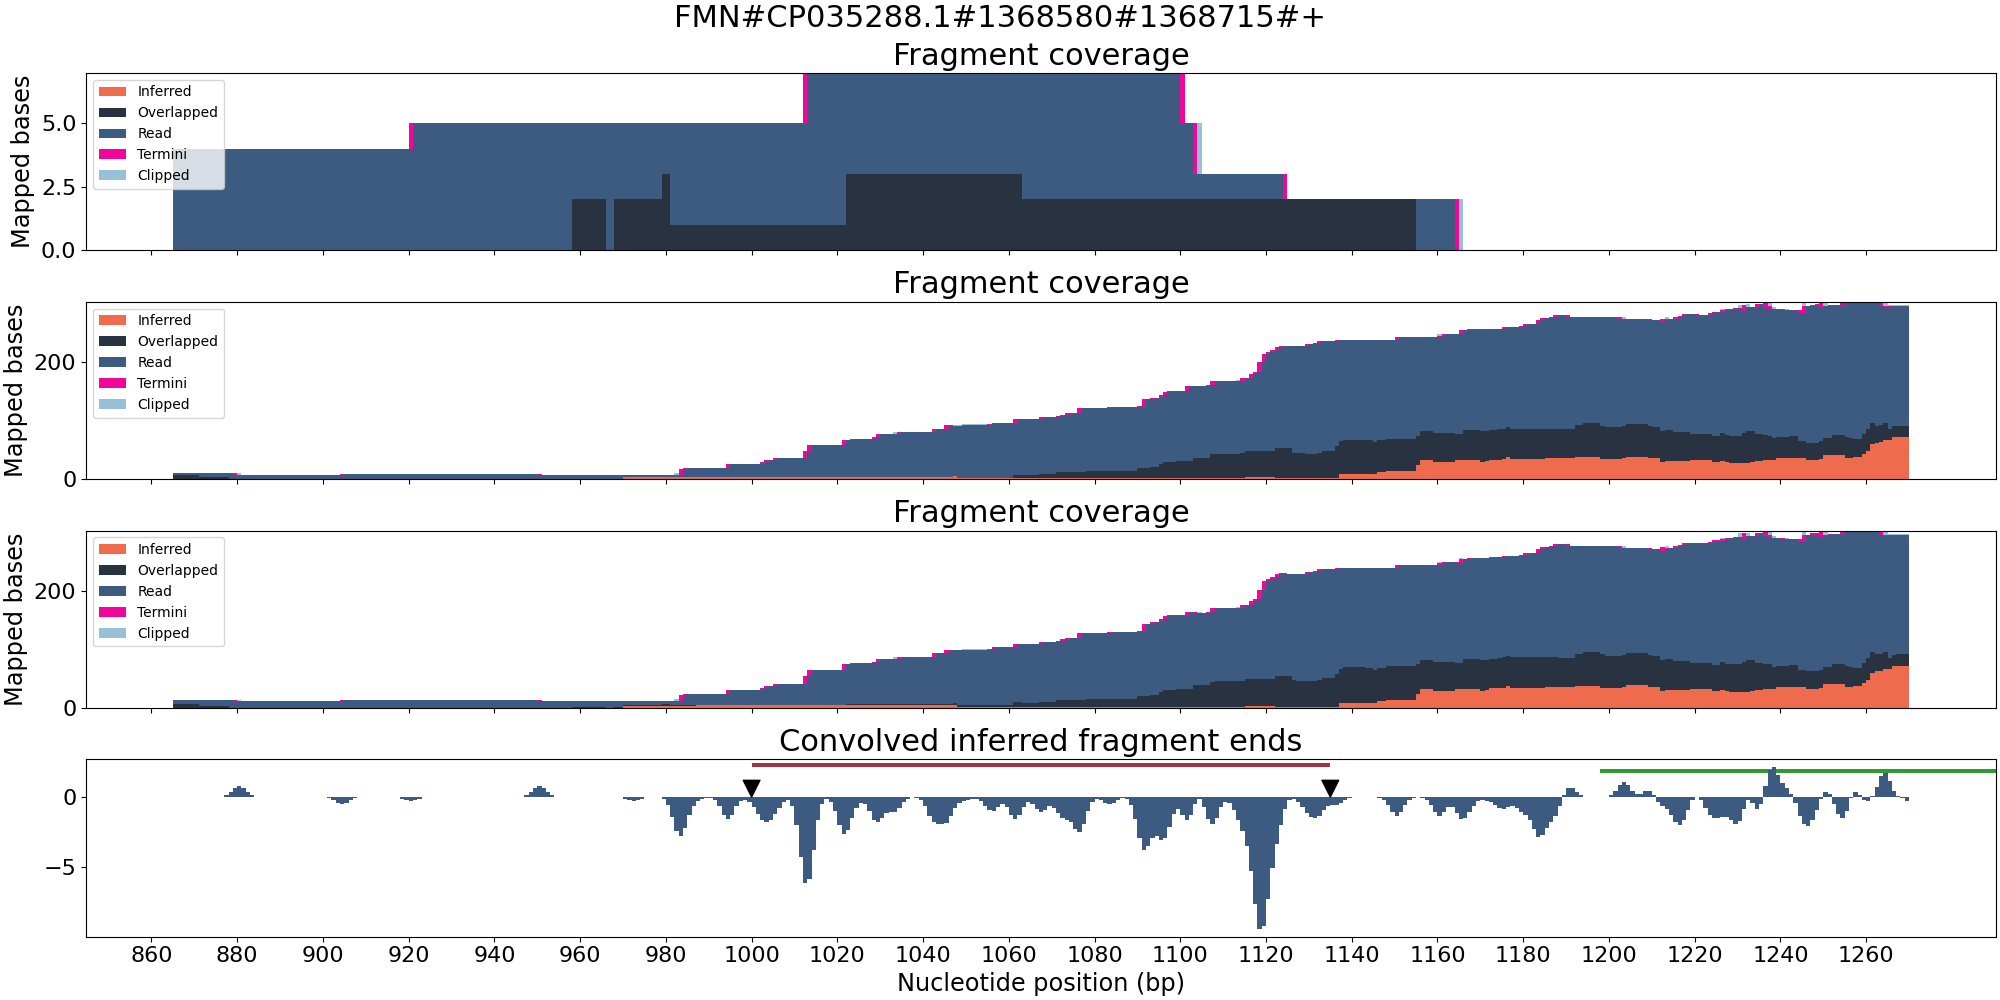 FMN#CP035288.1#1368580#1368715#+
Fragment coverage
Mapped bases
5.0
2.5
0.0
Inferred
Overlapped
Read
Termini
Clipped
Fragment coverage
Mapped bases
200
0
Inferred
Overlapped
Read
Termini
Clipped
Fragment coverage
Mapped bases
200
0
Inferred
Overlapped
Read
Termini
Clipped
Convolved inferred fragment ends
0
−5
860 880 900 920 940 960 980 1000 1020 1040 1060 1080 1100 1120 1140 1160 1180 1200 1220 1240 1260
Nucleotide position (bp)